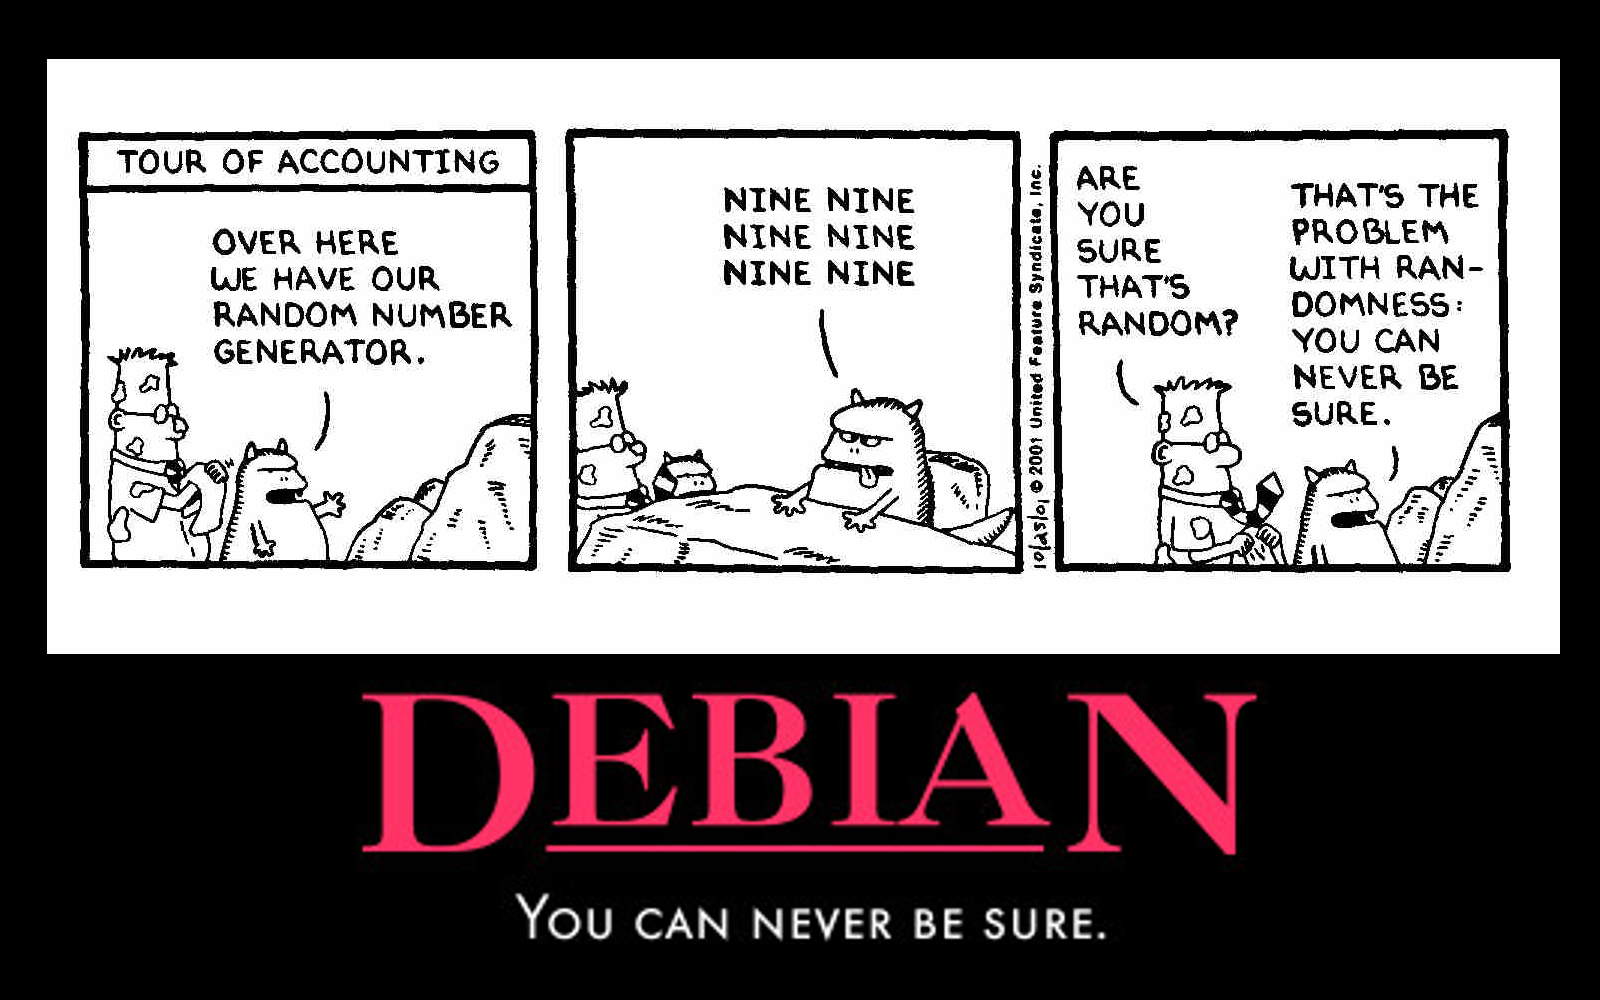 TOUR OF ACCOUNTING
OVER HERE
WE HAVE OUR
RANDOM NUMBER
GENERATOR.
NINE NINE
NINE NINE
NINE NINE
10/25/01 © 2001 United Feature Syndicate, Inc.
ARE
YOU
SURE
THAT'S
RANDOM?
THAT'S THE
PROBLEM
WITH RAN-
DOMNESS:
YOU CAN
NEVER BE
SURE.
DEBIAN
YOU CAN NEVER BE SURE.